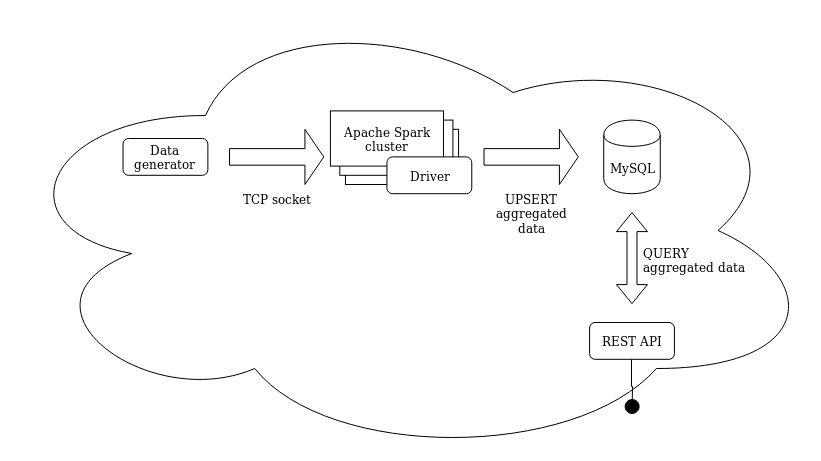 Data
generator
TCP socket
Apache Spark
cluster
Driver
UPSERT
aggregated
data
MySQL
QUERY
aggregated data
REST API